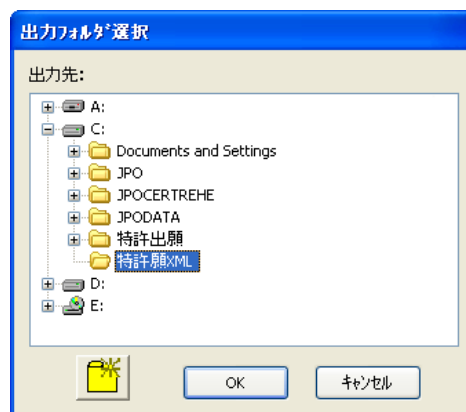 出力ﾌｫﾙﾀﾞ選択
出力先:
A:
C:
Documents and Settings
JPO
JPOCERTREHE
JPODATA
特許出願
特許願XML
D:
E:
OK
ｷｬﾝｾﾙ